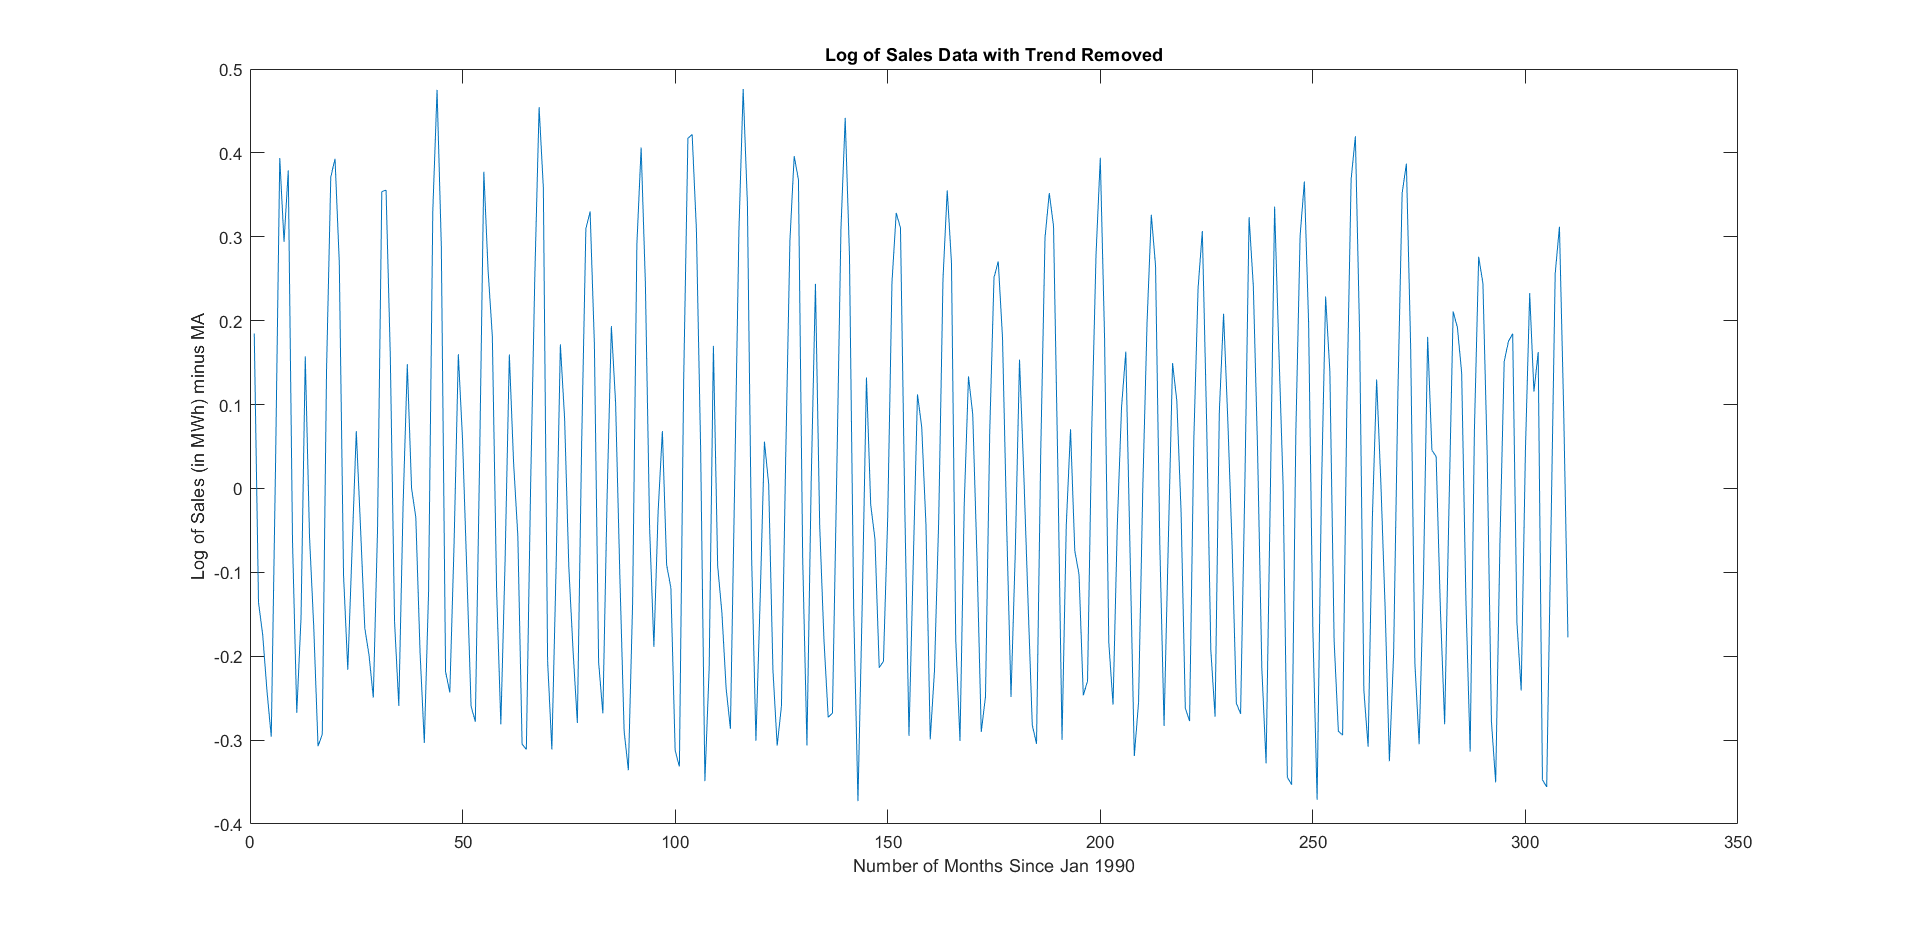 Log of Sales Data with Trend Removed
Log of Sales (in MWh) minus MA
0.5
0.4
0.3
0.2
0.1
0
-0.1
-0.2
-0.3
-0.4
0 50 100 150 200 250 300 350
Number of Months Since Jan 1990